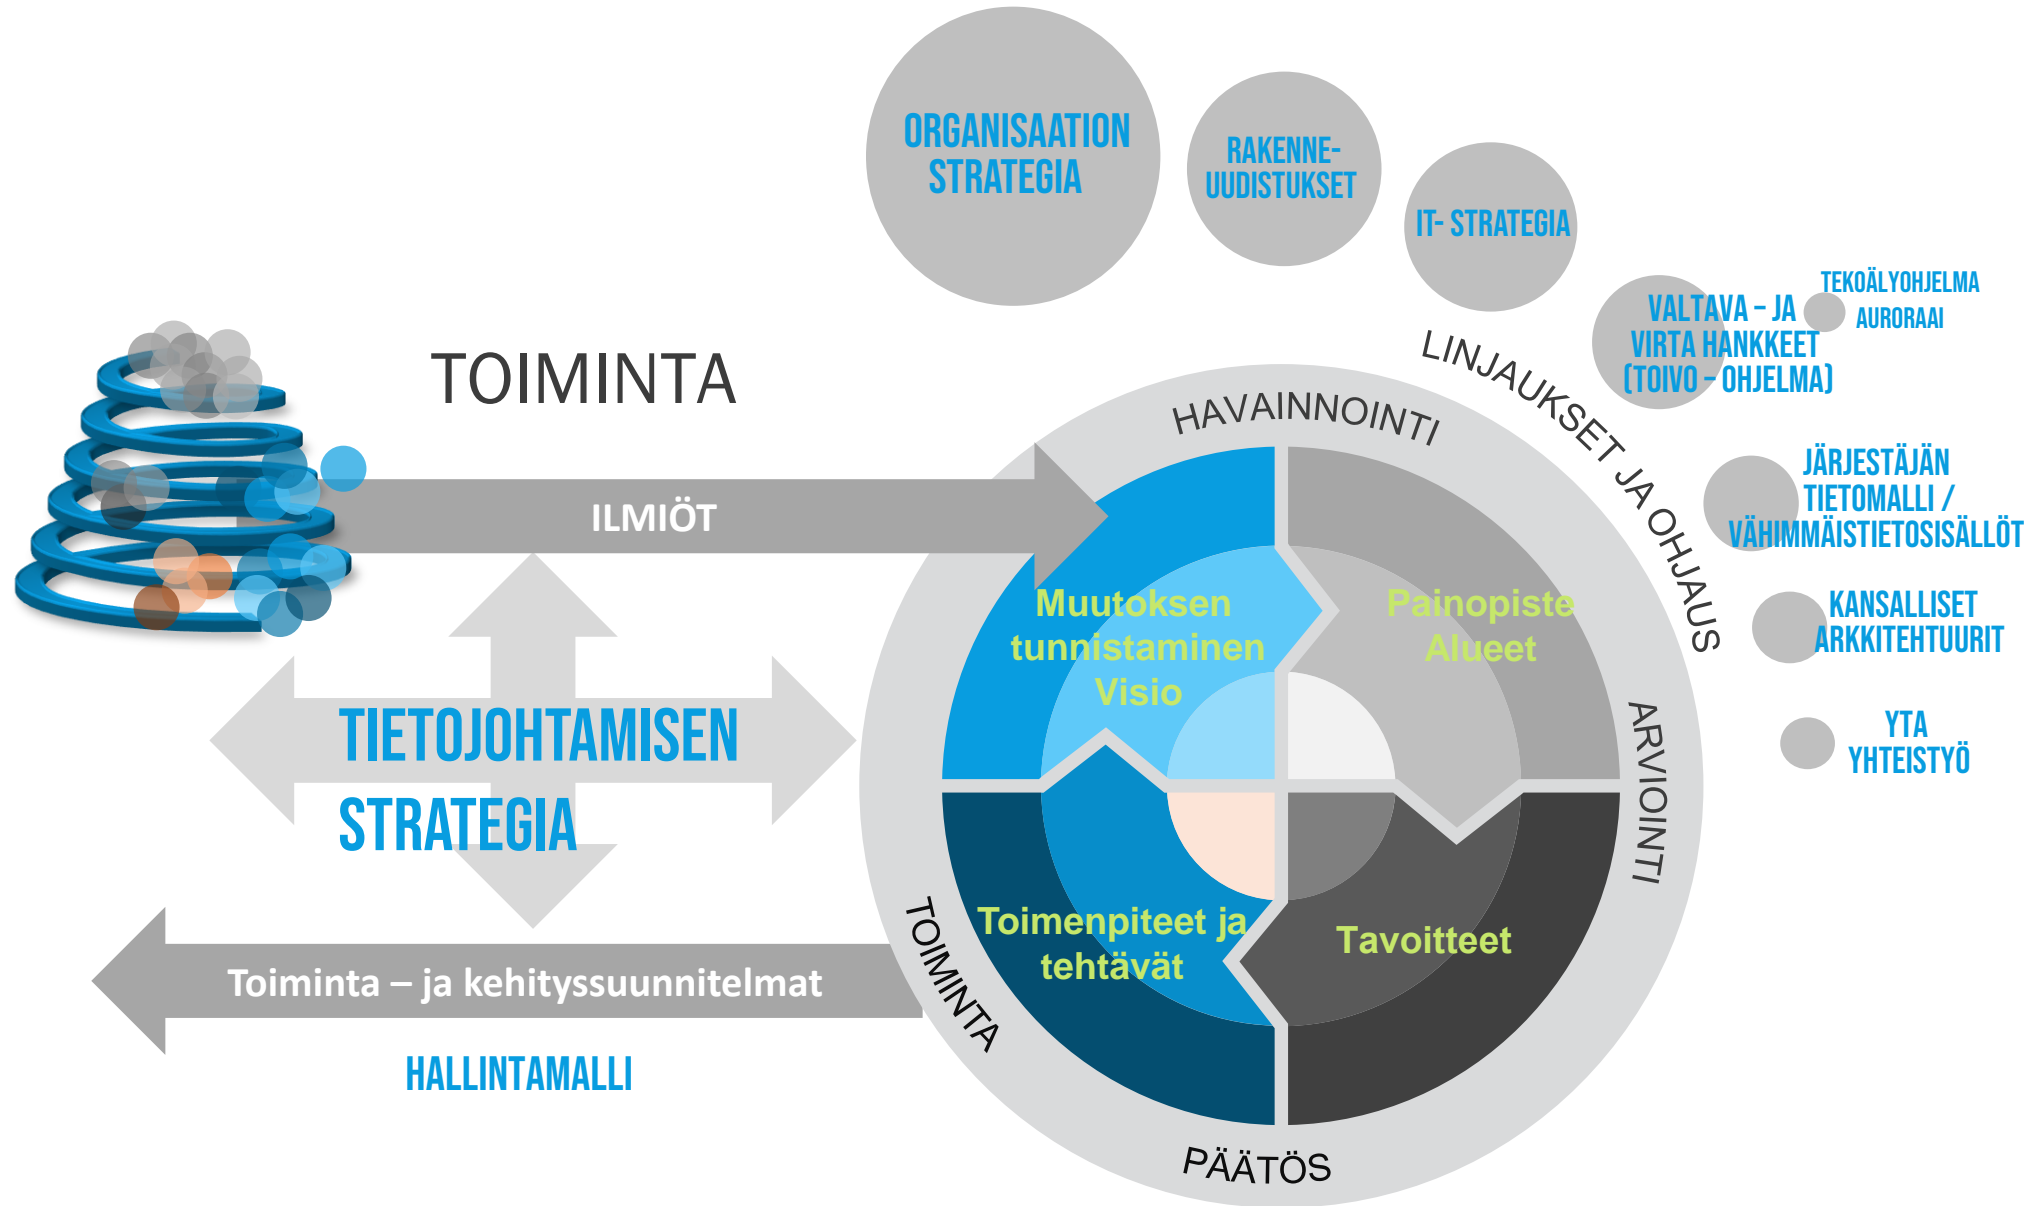 ORGANISAATION
STRATEGIA
RAKENNE-
UUDISTUKSET
IT- STRATEGIA
VALTAVA – JA
VIRTA HANKKEET
(TOIVO – OHJELMA)
TEKOÄLYOHJELMA
AURORAAI
JÄRJESTÄJÄN
TIETOMALLI /
VÄHIMMÄISTIETOSISÄLLÖT
KANSALLISET
ARKKITEHTUURIT
YTA
YHTEISTYÖ
LINJAUKSET JA OHJAUS
TOIMINTA
ILMIÖT
TIETOJOHTAMISEN
STRATEGIA
Toiminta – ja kehityssuunnitelmat
HALLINTAMALLI
HAVAINNOINTI
ARVIOINTI
PÄÄTÖS
TOIMINTA
Muutoksen
tunnistaminen
Visio
Painopiste
Alueet
Tavoitteet
Toimenpiteet ja
tehtävät